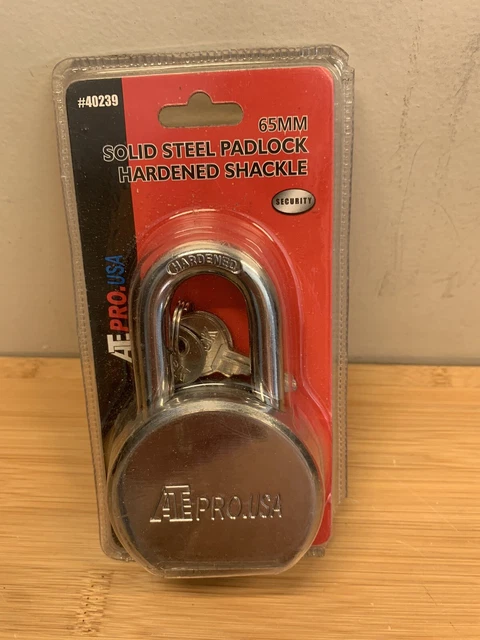 #40239
65MM
SOLID STEEL PADLOCK
HARDENED SHACKLE
SECURITY
ATE-PRO.USA
HARDENED
ATE PRO.USA